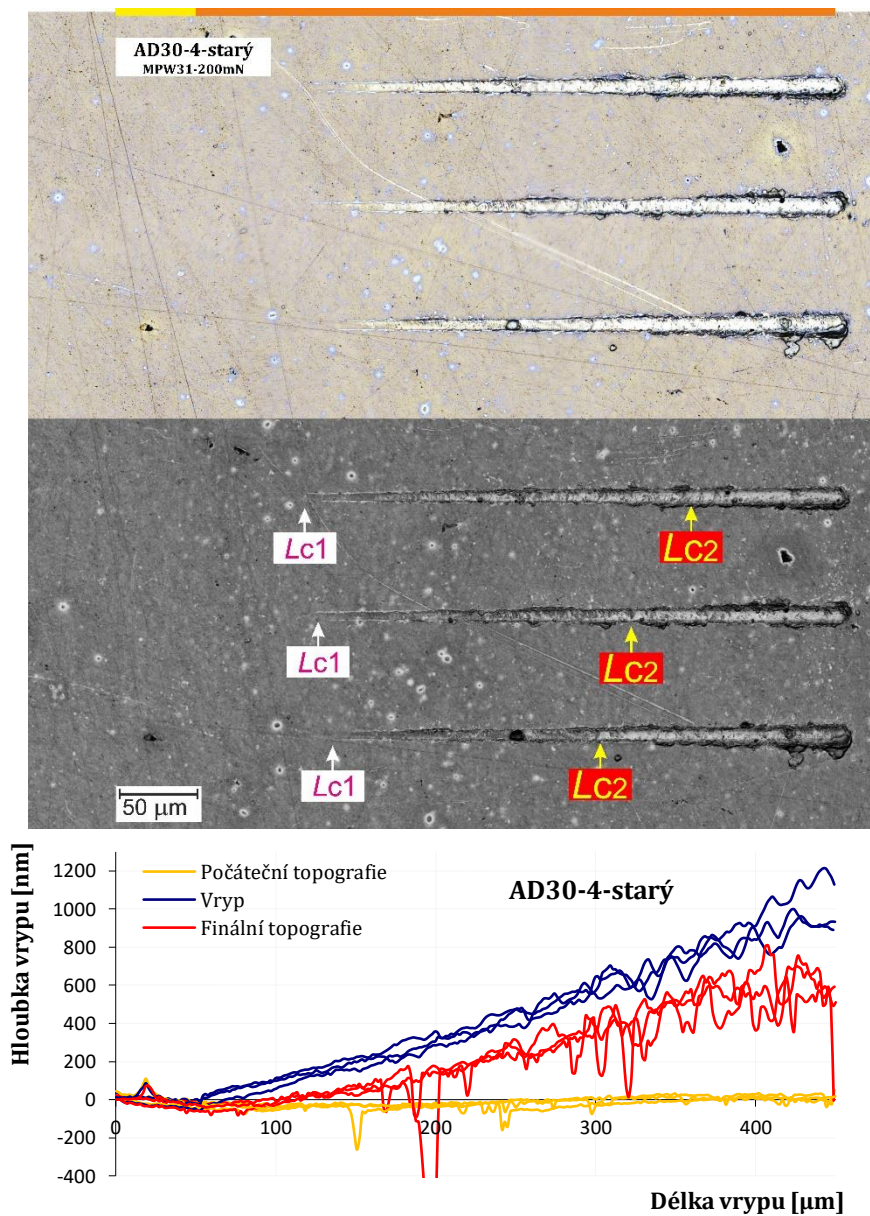 AD30-4-starý
MPW31-200mN
Lc1
Lc2
Lc1
Lc2
Lc1
Lc2
50 µm
Hloubka vrypu [nm]
1200
1000
800
600
400
200
0
-200
-400
Počáteční topografie
Vryp
Finální topografie
AD30-4-starý
0
100
200
300
400
Délka vrypu [µm]